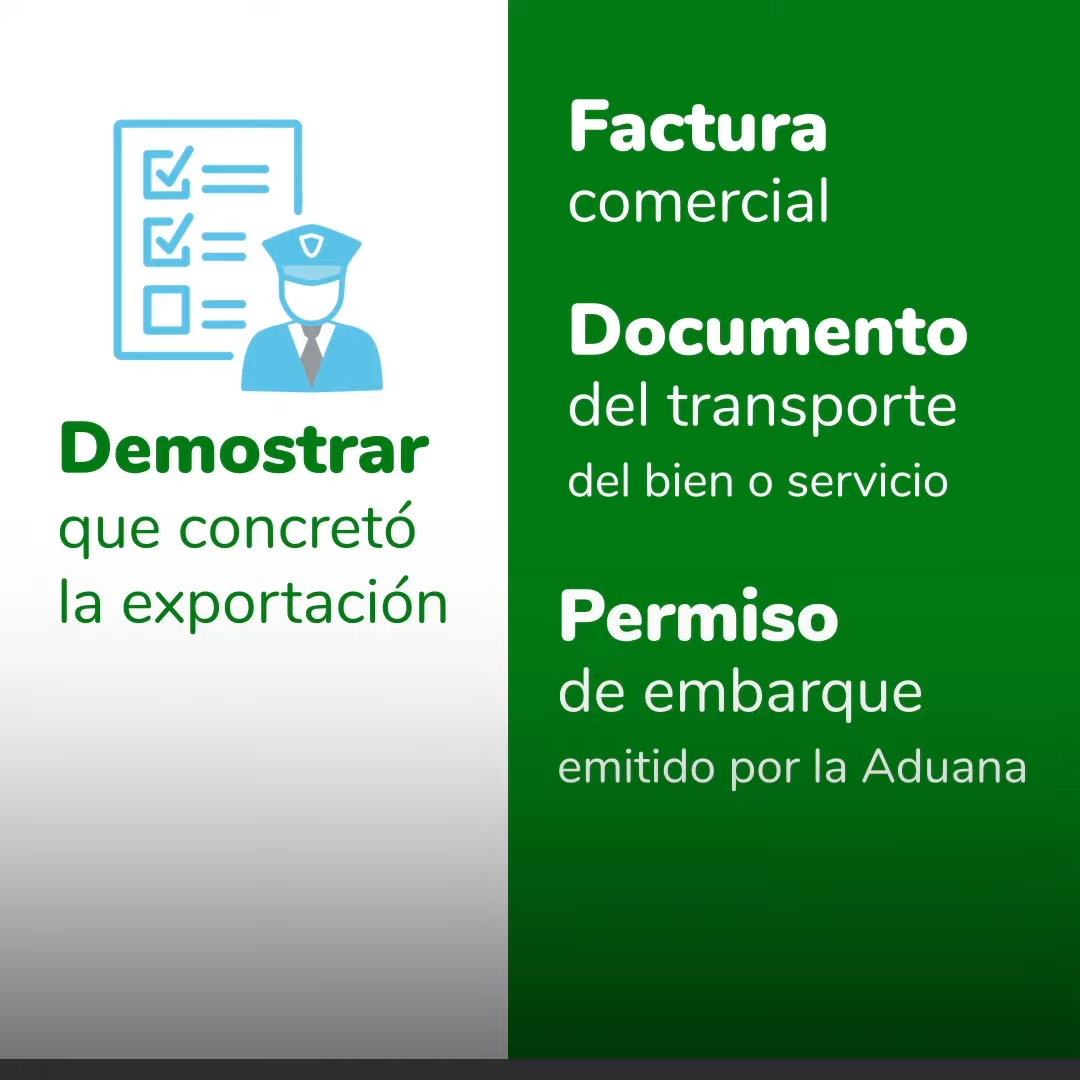 Demostrar
que concretó
la exportación
Factura
comercial
Documento
del transporte
del bien o servicio
Permiso
de embarque
emitido por la Aduana